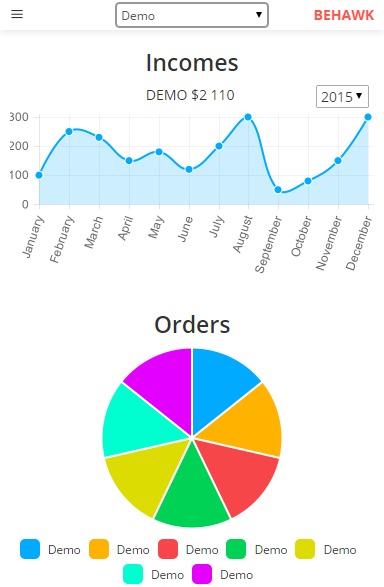 Demo ▼ BEHAWK
Incomes
DEMO $2 110
2015 ▼
300
200
100
0
January February March April May June July August September October November December
Orders
Demo Demo Demo Demo Demo
Demo Demo